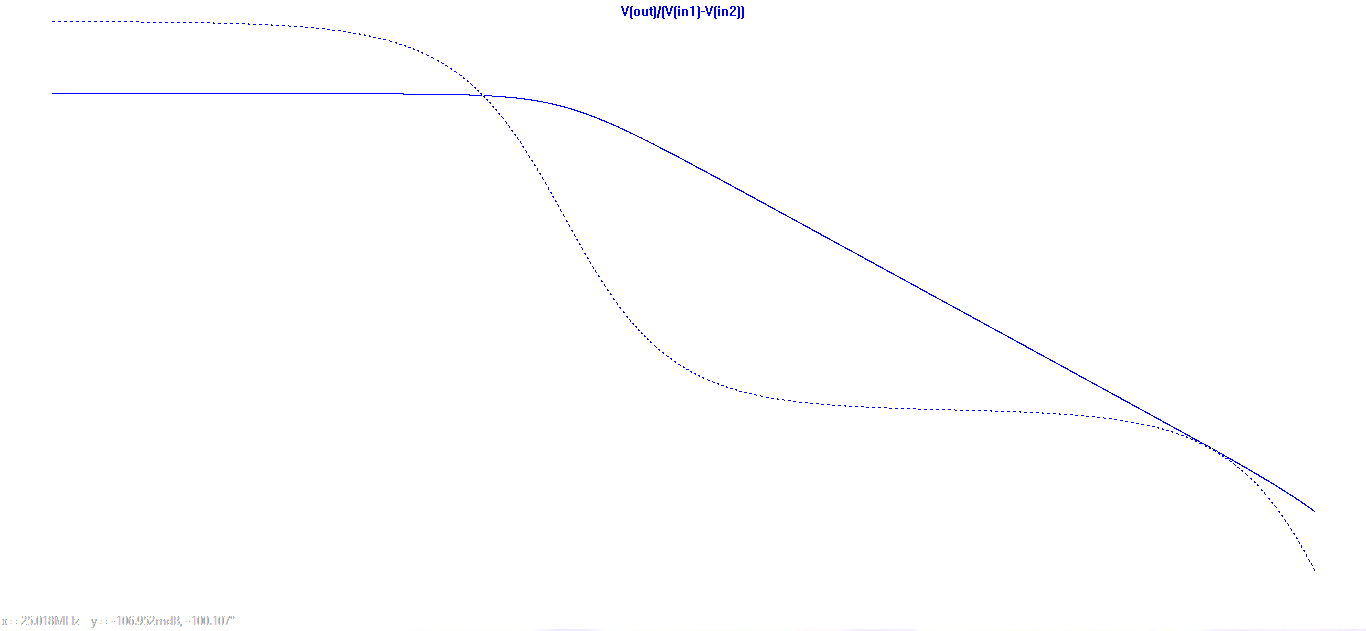 V(out)/(V(in1)-V(in2))
x = 25.018MHz y = -106.952mdB, -100.107°